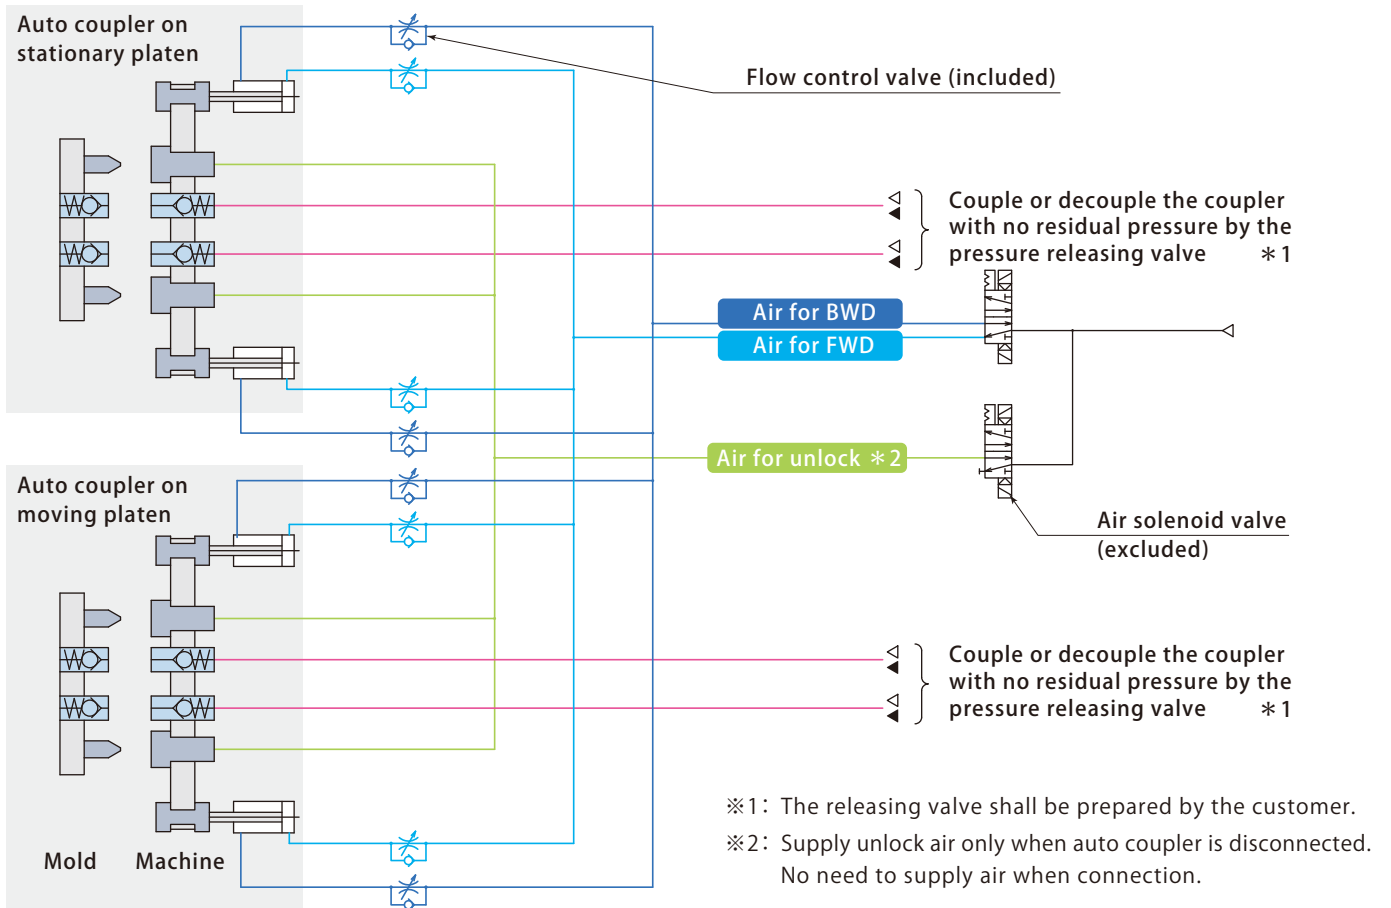 Auto coupler on
stationary platen
Flow control valve (included)
Couple or decouple the coupler
with no residual pressure by the
pressure releasing valve ＊1
Air for BWD
Air for FWD
Air for unlock ＊2
Auto coupler on
moving platen
Air solenoid valve
(excluded)
Couple or decouple the coupler
with no residual pressure by the
pressure releasing valve ＊1
Mold Machine
※1： The releasing valve shall be prepared by the customer.
※2： Supply unlock air only when auto coupler is disconnected.
No need to supply air when connection.